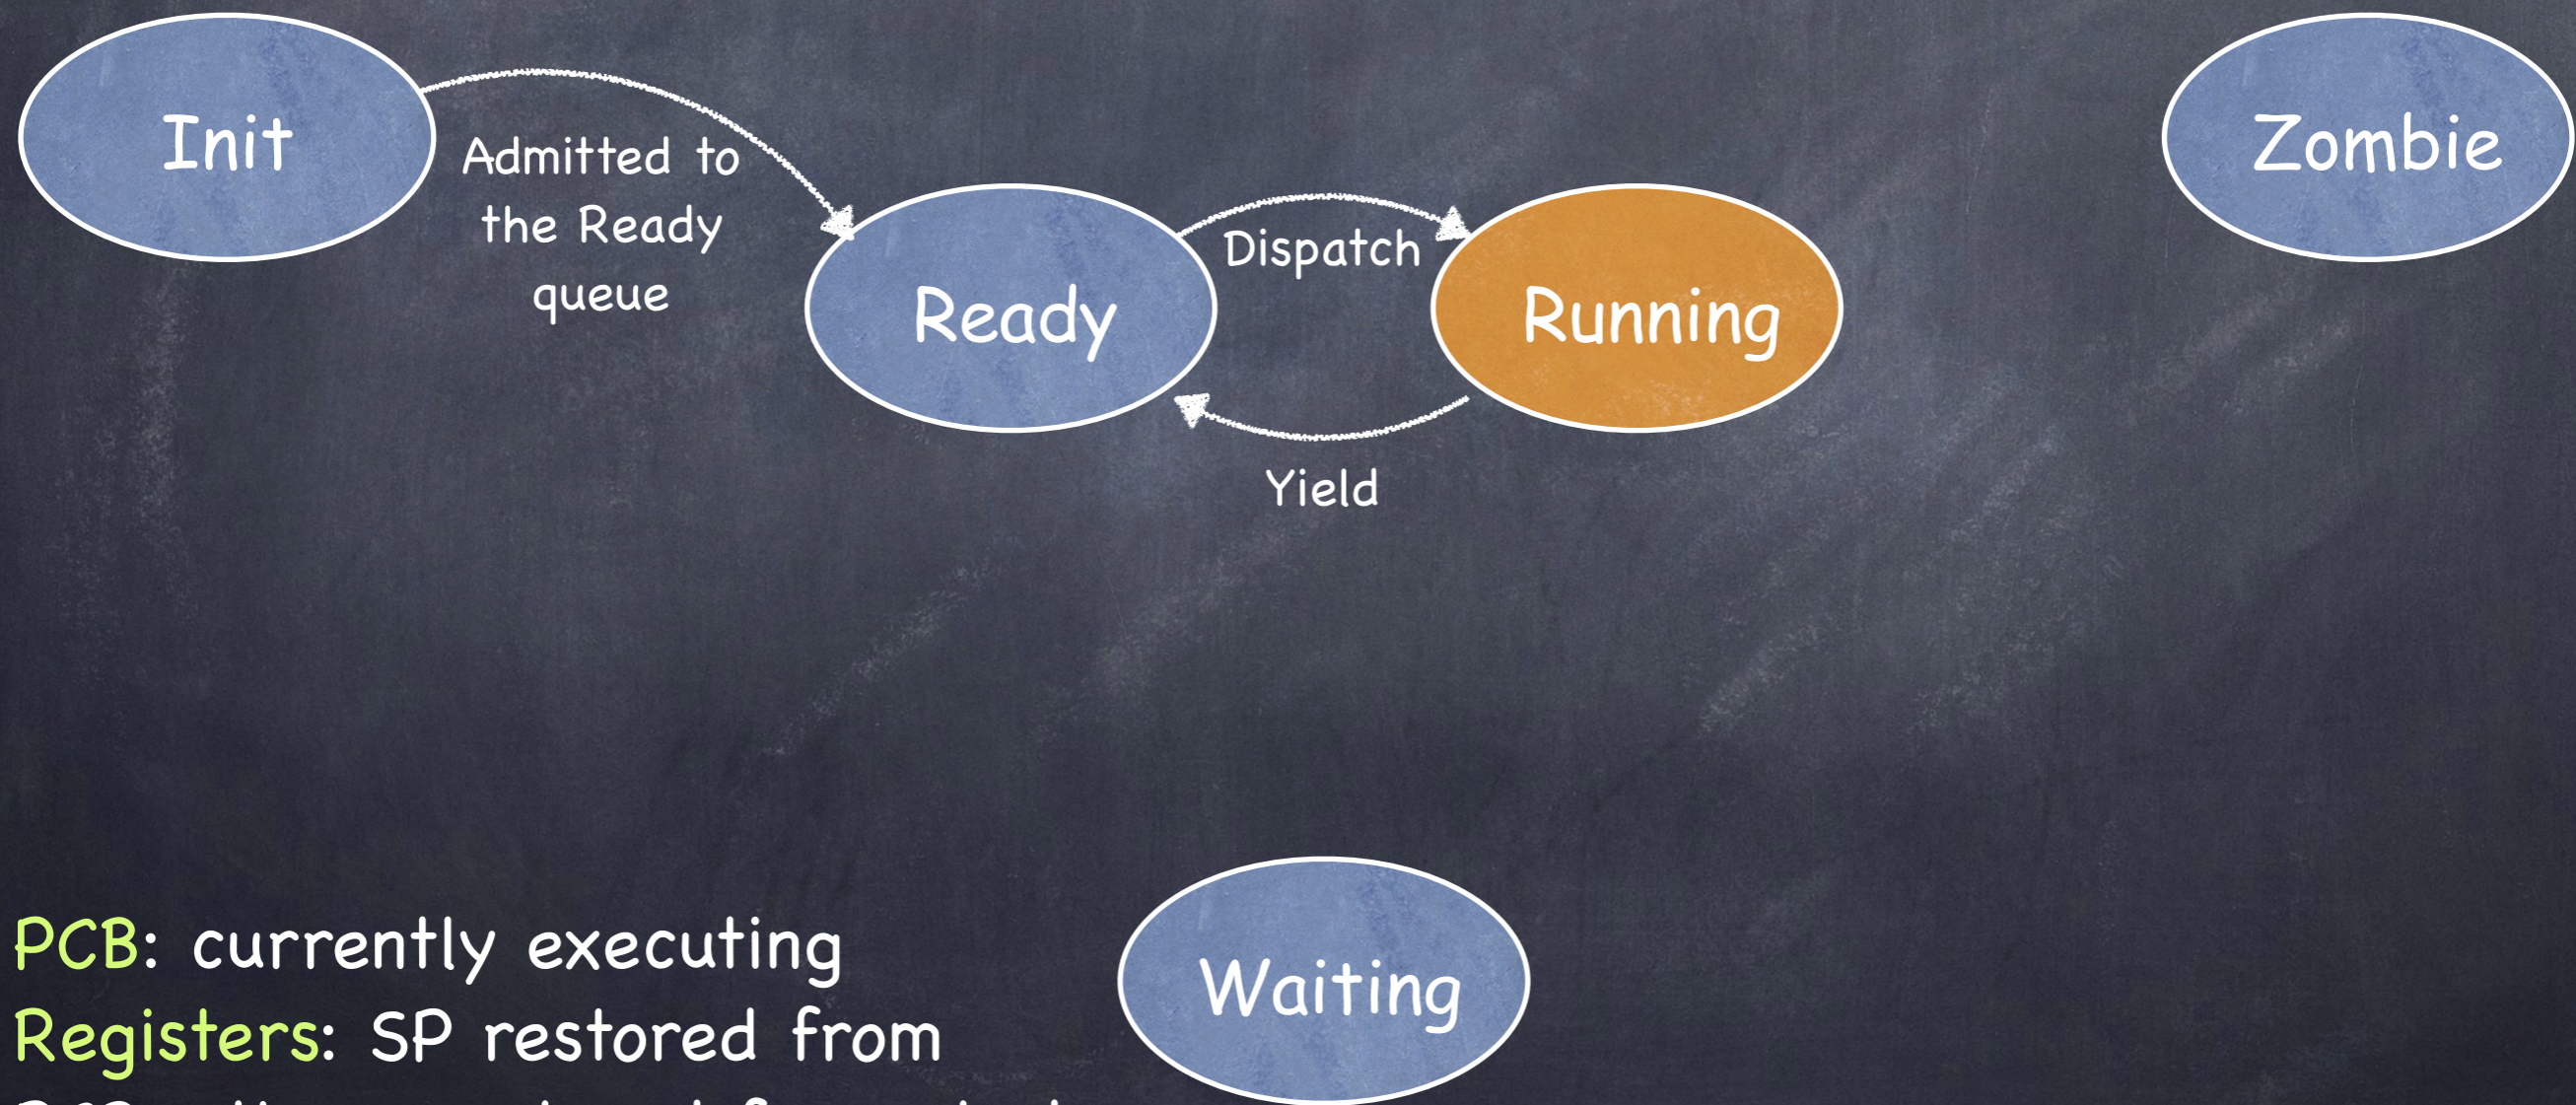 Init
Admitted to
the Ready
queue
Ready
Dispatch
Running
Yield
Zombie
Waiting
PCB: currently executing
Registers: SP restored from